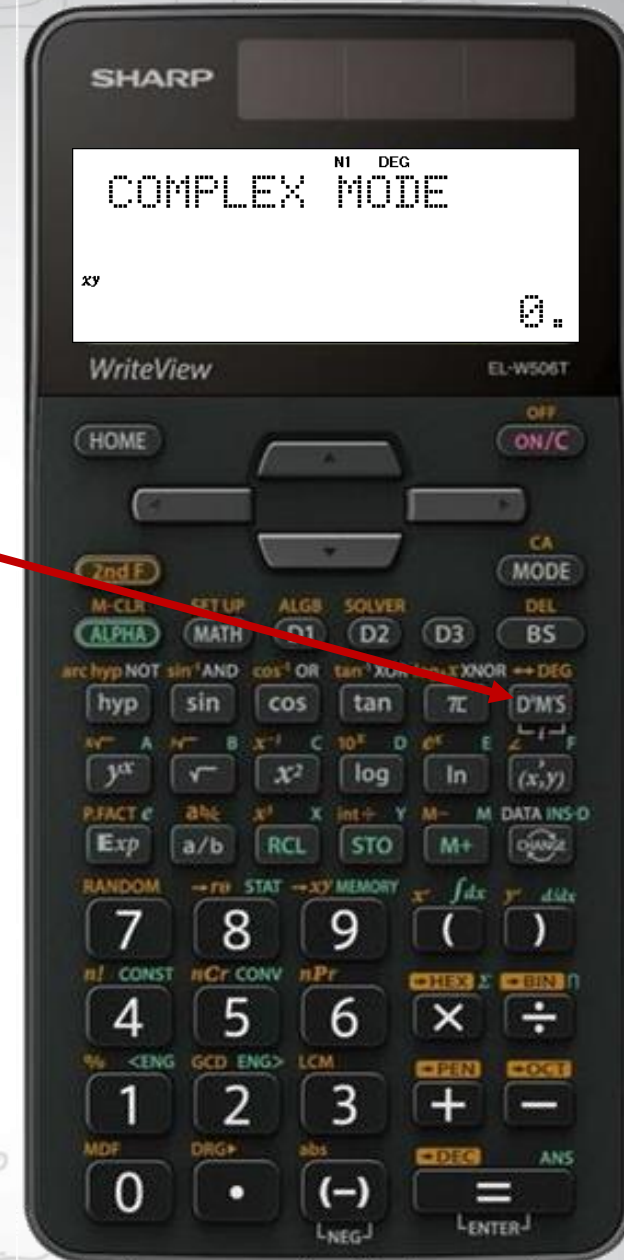 SHARP
N1 DEG
COMPLEX MODE
xy
0.
WriteView EL-W506T
OFF
HOME ON/C
CA
2nd F MODE
M-CLR SET UP ALGB SOLVER DEL
ALPHA MATH D1 D2 D3 BS
arc hyp NOT sin⁻¹ AND cos⁻¹ OR tan⁻¹ XOR XNOR ↔DEG
hyp sin cos tan π D°M'S
i
A B x⁻¹ C 10ˣ D eˣ E ∠ F
yˣ √ x² log ln (x,y)
P.FACT e x³ X int÷ Y M- M DATA INS-D
Exp a/b RCL STO M+ CHANGE
RANDOM →rθ STAT →xy MEMORY x' ∫dx y' d/dx
7 8 9 ( )
n! CONST nCr CONV nPr →HEX Σ →BIN Π
4 5 6 × ÷
% <ENG GCD ENG> LCM →PEN →OCT
1 2 3 + −
MDF DRG▸ abs →DEC ANS
0 • (−) =
NEG ENTER